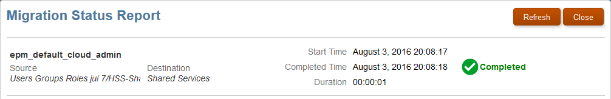 Migration Status Report
Refresh
Close
epm_default_cloud_admin
Source
Destination
Users Groups Roles jul 7/HSS-Sha
Shared Services
Start Time August 3, 2016 20:08:17
Completed Time August 3, 2016 20:08:18
Duration 00:00:01
Completed